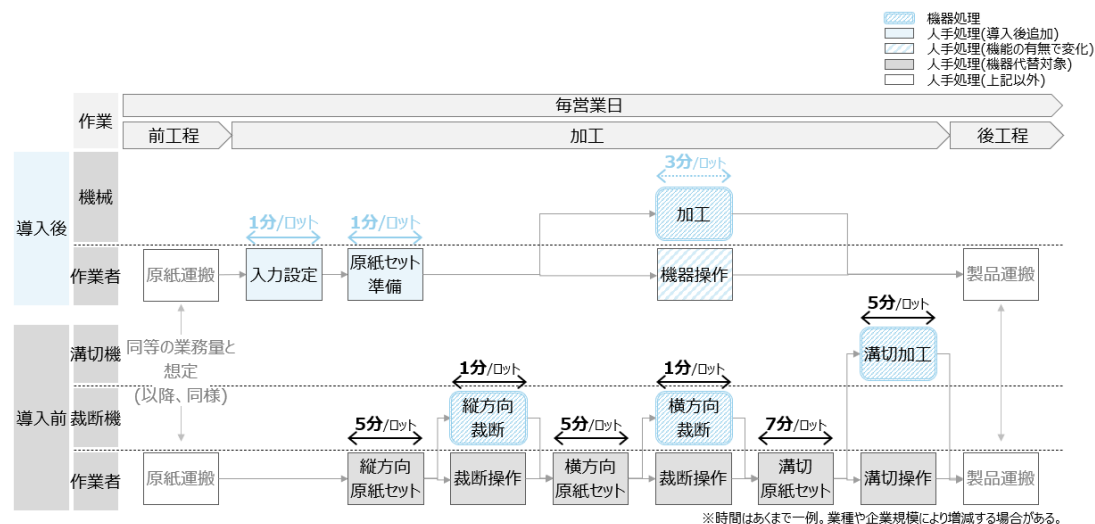 機器処理
人手処理(導入後追加)
人手処理(機能の有無で変化)
人手処理(機器代替対象)
人手処理(上記以外)
作業
毎営業日
前工程
加工
後工程
導入後
機械
3分/ロット
加工
1分/ロット
1分/ロット
作業者
原紙運搬
入力設定
原紙セット
準備
機器操作
製品運搬
同等の業務量と
想定
(以降、同様)
導入前
溝切機
5分/ロット
溝切加工
裁断機
1分/ロット
縦方向
裁断
1分/ロット
横方向
裁断
5分/ロット
5分/ロット
7分/ロット
作業者
原紙運搬
縦方向
原紙セット
裁断操作
横方向
原紙セット
裁断操作
溝切
原紙セット
溝切操作
製品運搬
※時間はあくまで一例。業種や企業規模により増減する場合がある。